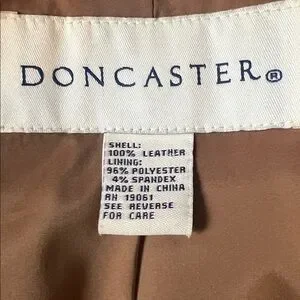 DONCASTER®
SHELL:
100% LEATHER
LINING:
96% POLYESTER
4% SPANDEX
MADE IN CHINA
RN 19061
SEE REVERSE
FOR CARE